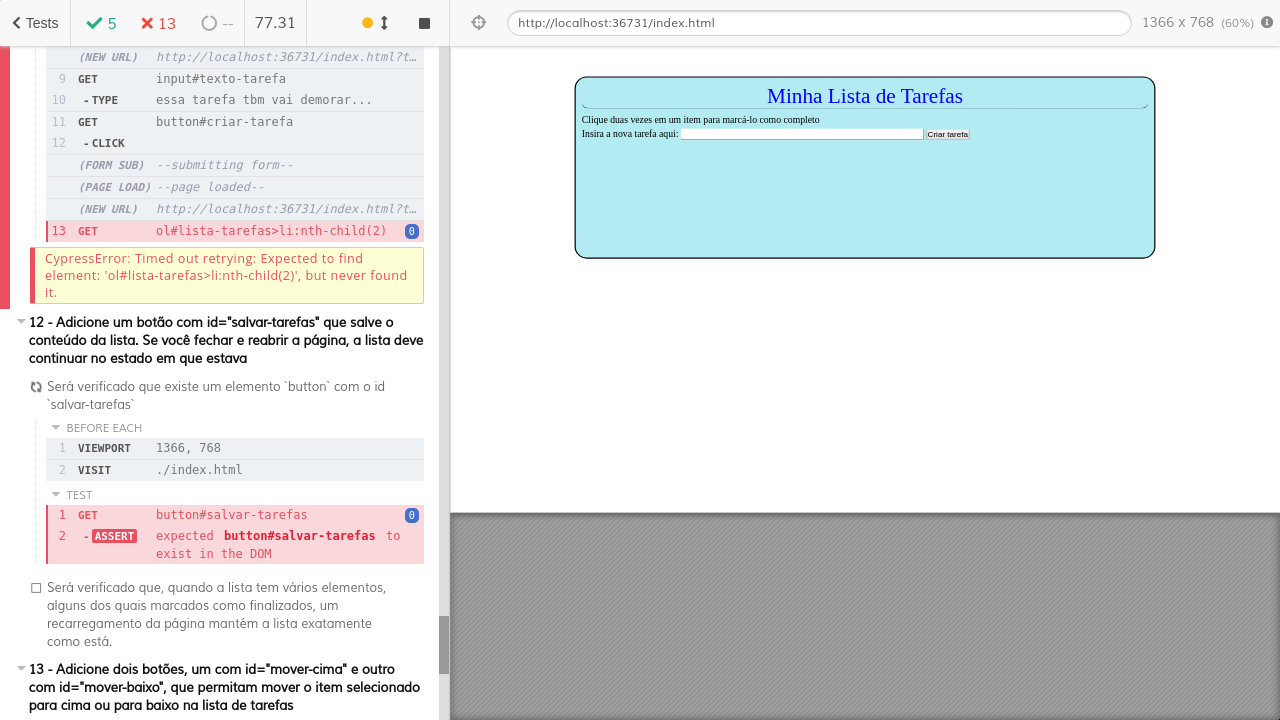 Tests
5
13
--
77.31
http://localhost:36731/index.html
1366 x 768 (60%)
(NEW URL) http://localhost:36731/index.html?t…
9 GET input#texto-tarefa
10 -TYPE essa tarefa tbm vai demorar...
11 GET button#criar-tarefa
12 -CLICK
(FORM SUB) --submitting form--
(PAGE LOAD) --page loaded--
(NEW URL) http://localhost:36731/index.html?t…
13 GET ol#lista-tarefas>li:nth-child(2) 0
CypressError: Timed out retrying: Expected to find
element: 'ol#lista-tarefas>li:nth-child(2)', but never found
it.
12 - Adicione um botão com id="salvar-tarefas" que salve o
conteúdo da lista. Se você fechar e reabrir a página, a lista deve
continuar no estado em que estava
Será verificado que existe um elemento `button` com o id
`salvar-tarefas`
BEFORE EACH
1 VIEWPORT 1366, 768
2 VISIT ./index.html
TEST
1 GET button#salvar-tarefas 0
2 -ASSERT expected button#salvar-tarefas to
exist in the DOM
Será verificado que, quando a lista tem vários elementos,
alguns dos quais marcados como finalizados, um
recarregamento da página mantém a lista exatamente
como está.
13 - Adicione dois botões, um com id="mover-cima" e outro
com id="mover-baixo", que permitam mover o item selecionado
para cima ou para baixo na lista de tarefas
Minha Lista de Tarefas
Clique duas vezes em um item para marcá-lo como completo
Insira a nova tarefa aqui: Criar tarefa